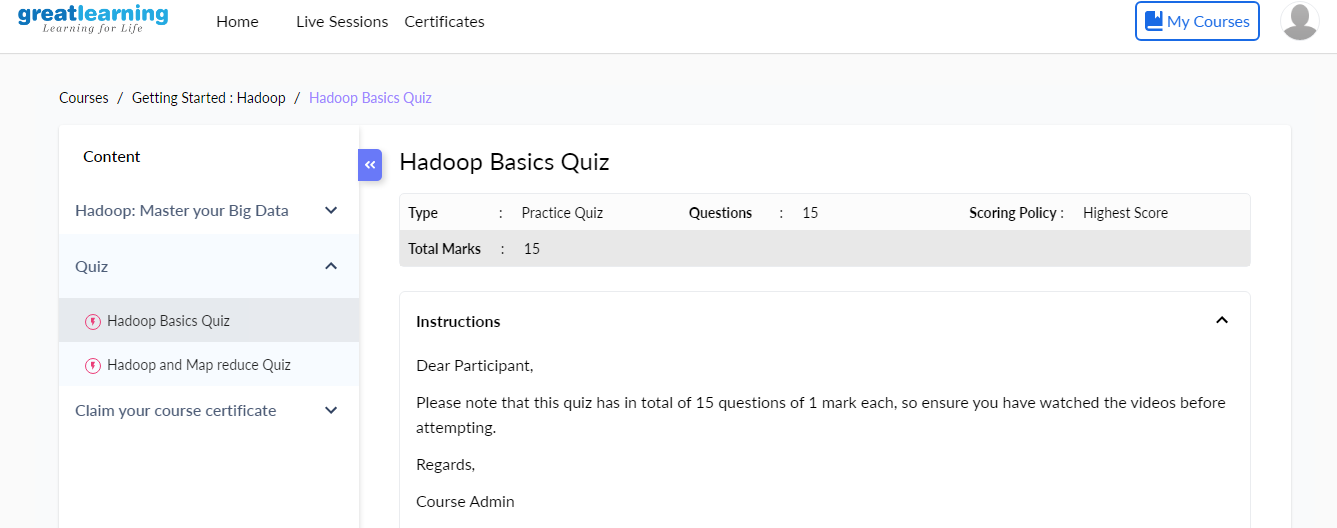 greatlearning
Learning for Life
Home Live Sessions Certificates
My Courses
Courses / Getting Started : Hadoop / Hadoop Basics Quiz
Content
Hadoop: Master your Big Data
Quiz
Hadoop Basics Quiz
Hadoop and Map reduce Quiz
Claim your course certificate
Hadoop Basics Quiz
Type : Practice Quiz Questions : 15 Scoring Policy : Highest Score
Total Marks : 15
Instructions
Dear Participant,
Please note that this quiz has in total of 15 questions of 1 mark each, so ensure you have watched the videos before
attempting.
Regards,
Course Admin